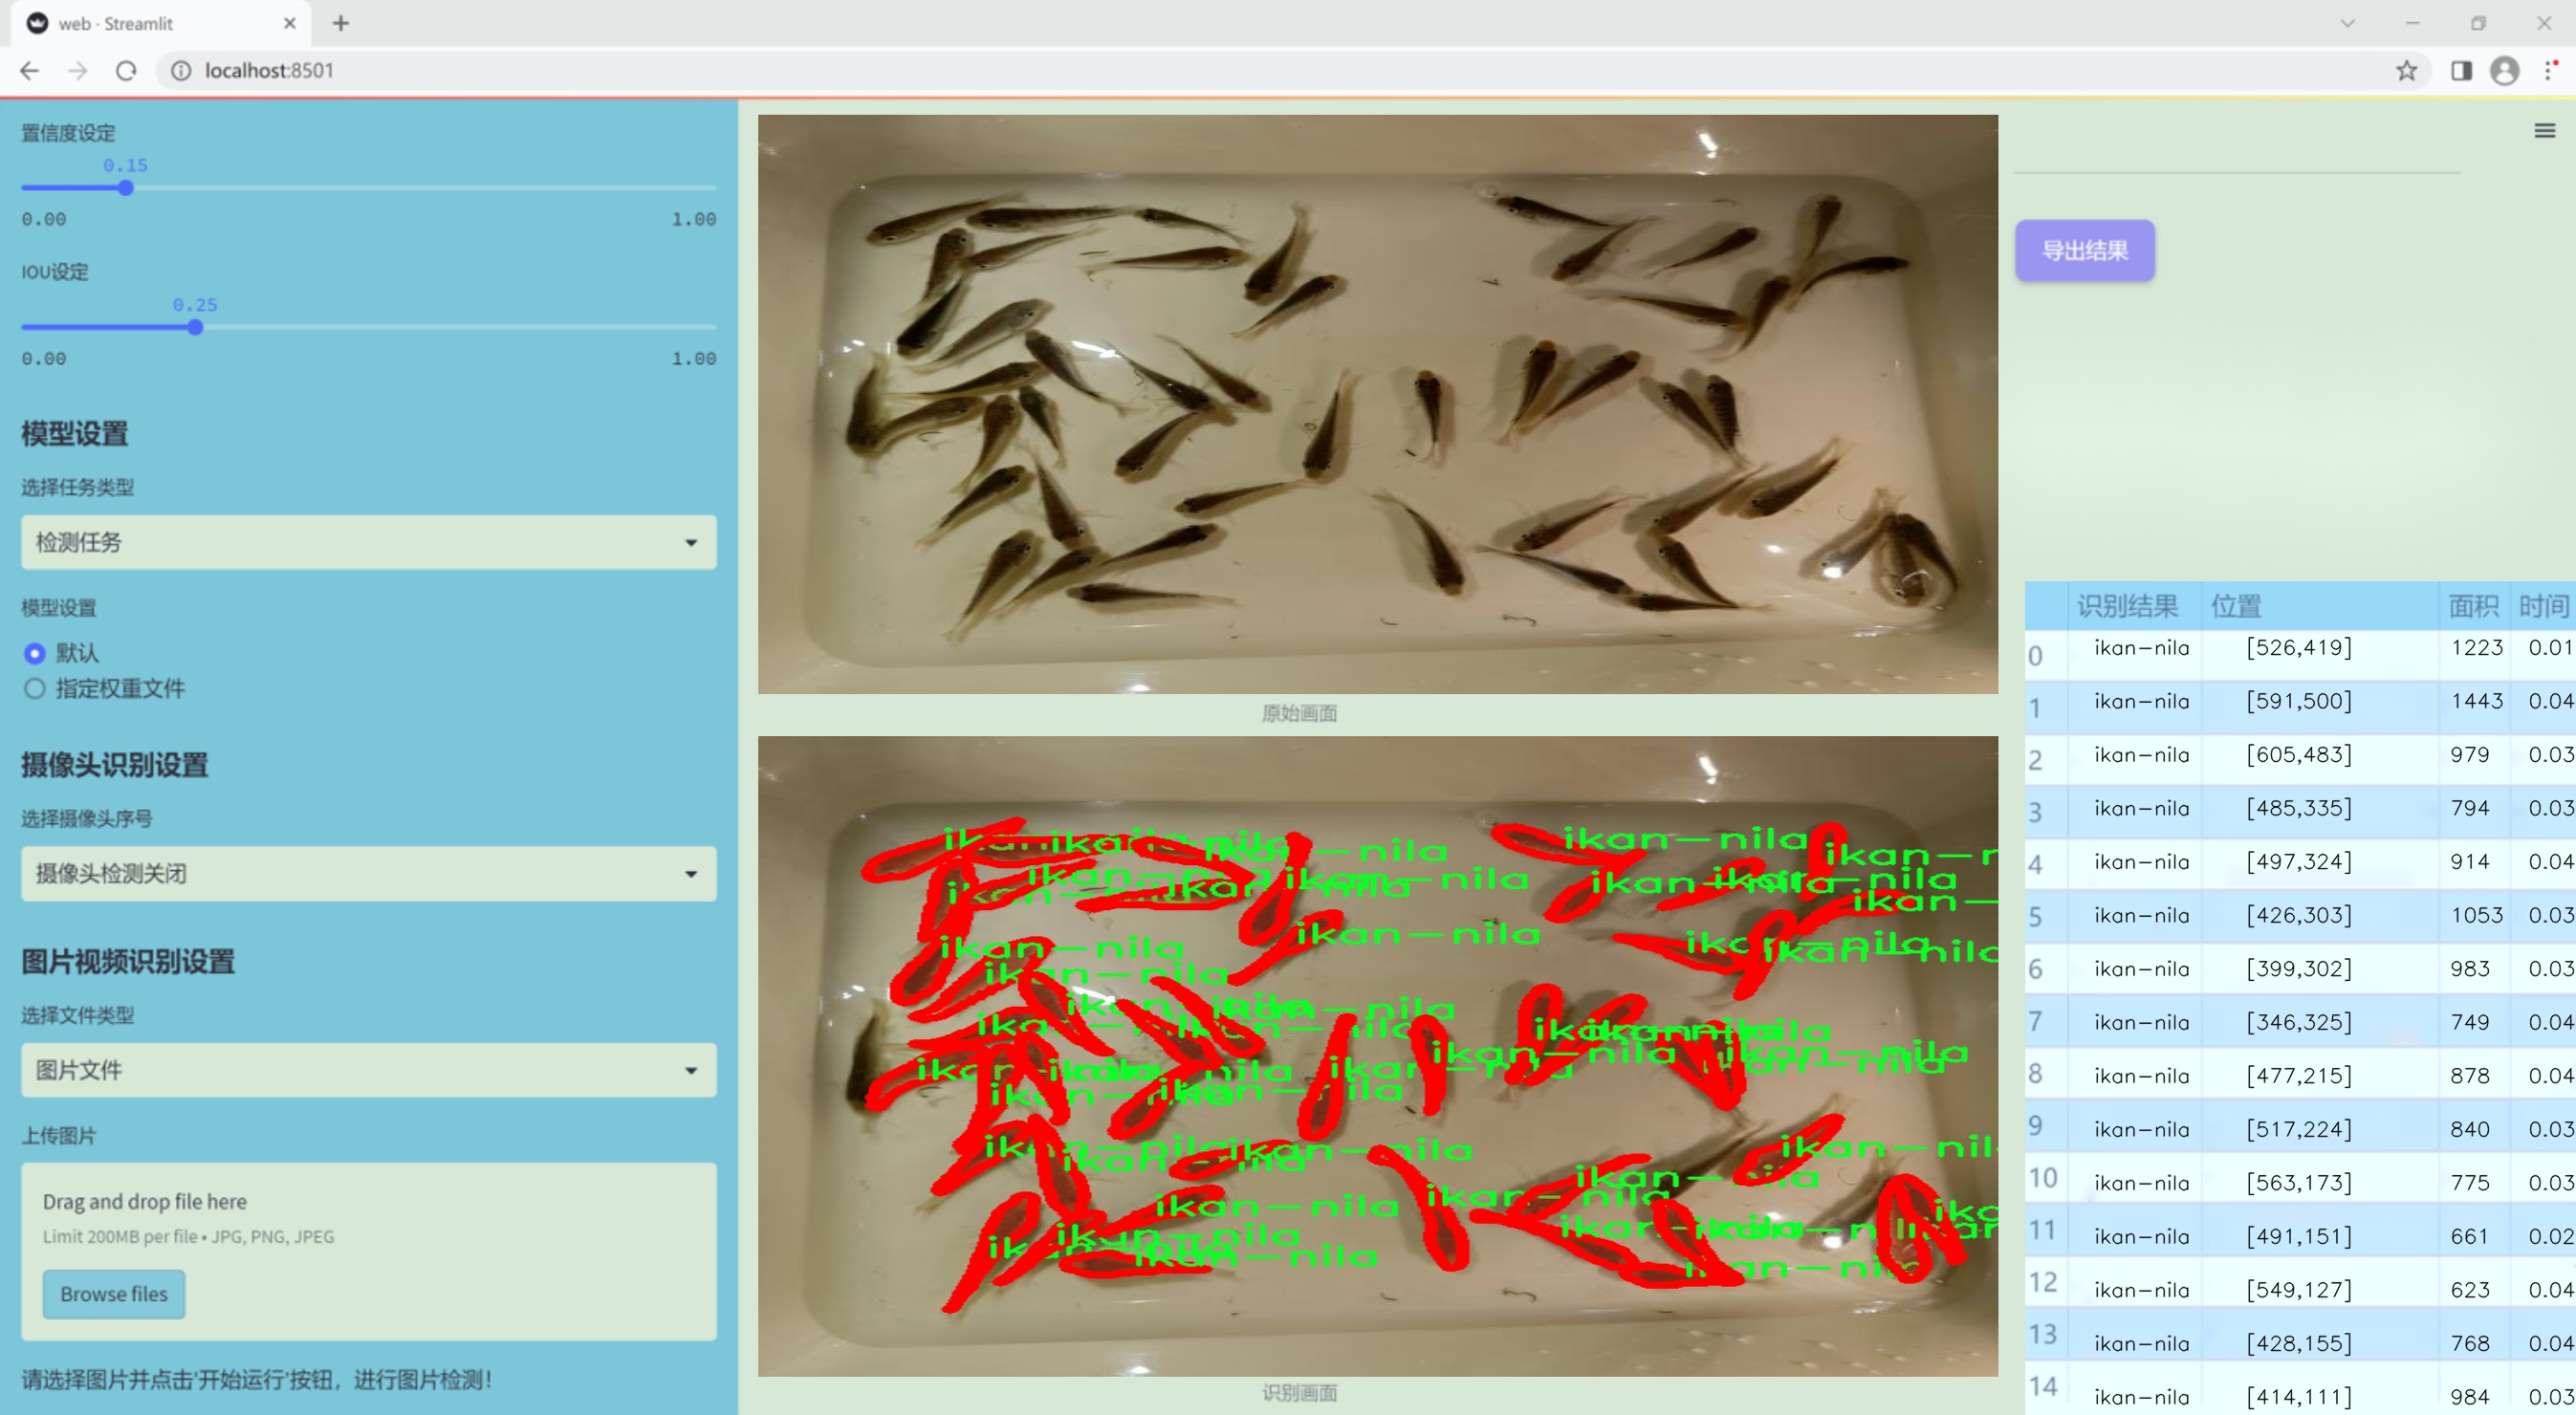 web · Streamlit
localhost:8501
置信度设定
0.15
0.00 1.00
IOU设定
0.25
0.00 1.00
模型设置
选择任务类型
检测任务
模型设置
默认
指定权重文件
摄像头识别设置
选择摄像头序号
摄像头检测关闭
图片视频识别设置
选择文件类型
图片文件
上传图片
Drag and drop file here
Limit 200MB per file • JPG, PNG, JPEG
Browse files
请选择图片并点击'开始运行'按钮，进行图片检测！
原始画面
ikan-nila
ikan-nila
ikan-nila
ikan-nila
ikan-nila
ikan-nila
ikan-nila
识别画面
导出结果
识别结果 位置 面积 时间
0 ikan-nila [526,419] 1223 0.01
1 ikan-nila [591,500] 1443 0.04
2 ikan-nila [605,483] 979 0.03
3 ikan-nila [485,335] 794 0.03
4 ikan-nila [497,324] 914 0.04
5 ikan-nila [426,303] 1053 0.03
6 ikan-nila [399,302] 983 0.03
7 ikan-nila [346,325] 749 0.04
8 ikan-nila [477,215] 878 0.04
9 ikan-nila [517,224] 840 0.03
10 ikan-nila [563,173] 775 0.03
11 ikan-nila [491,151] 661 0.02
12 ikan-nila [549,127] 623 0.04
13 ikan-nila [428,155] 768 0.04
14 ikan-nila [414,111] 984 0.03